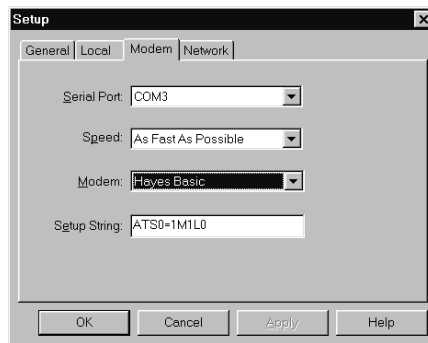 Setup
General Local Modem Network
Serial Port: COM3
Speed: As Fast As Possible
Modem: Hayes Basic
Setup String: ATS0=1M1L0
OK Cancel Apply Help